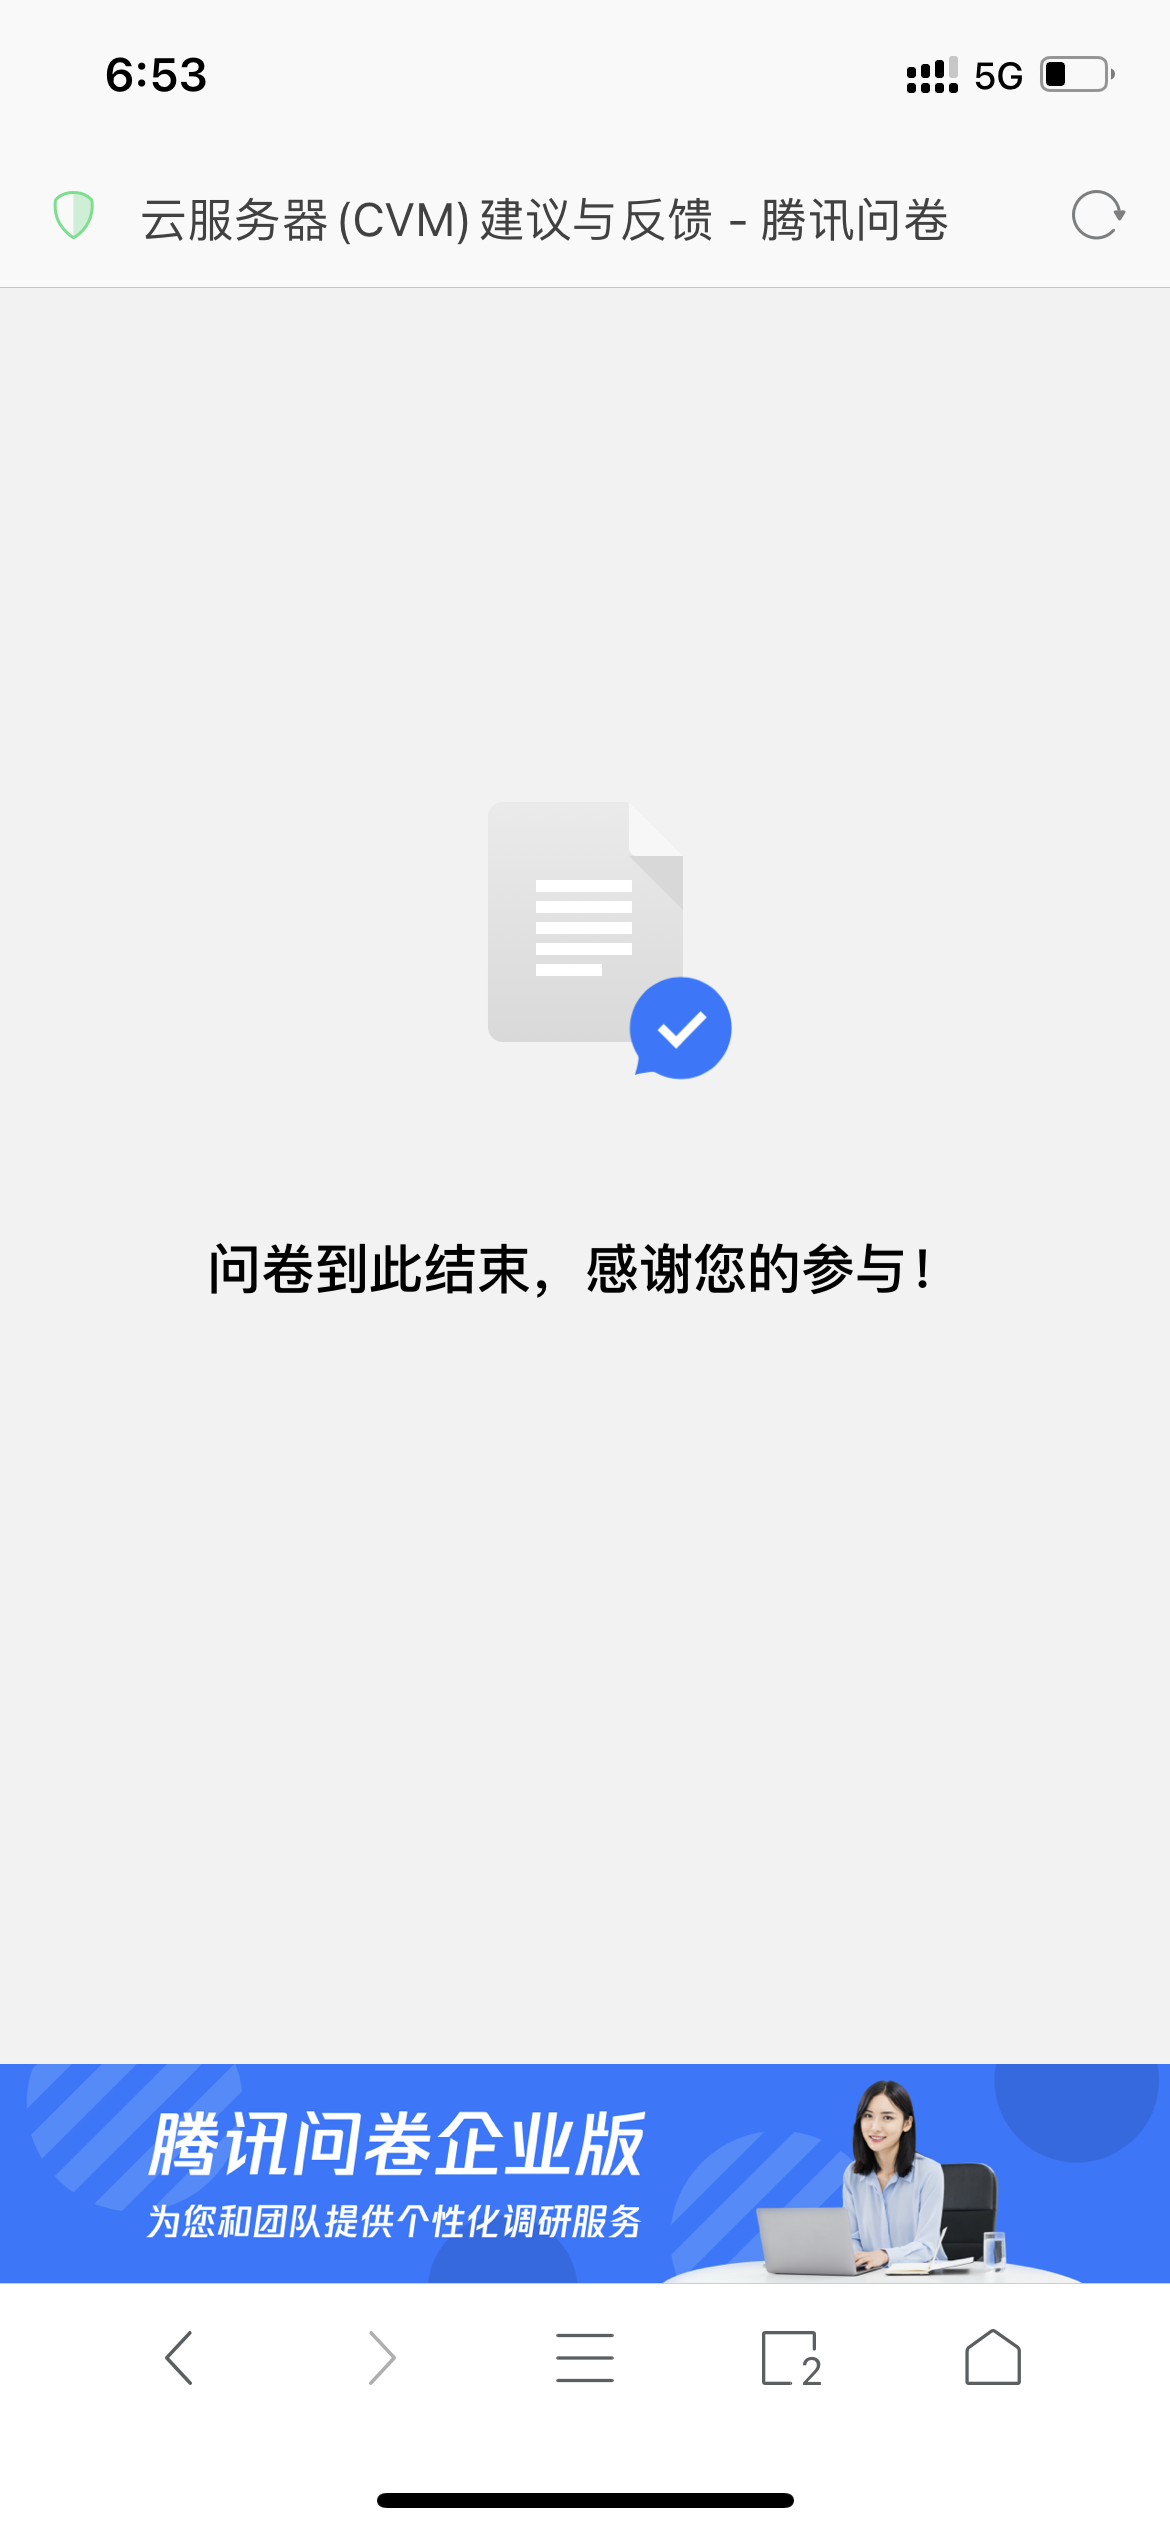 6:53
5G
云服务器(CVM)建议与反馈 - 腾讯问卷
问卷到此结束，感谢您的参与！
腾讯问卷企业版
为您和团队提供个性化调研服务
2